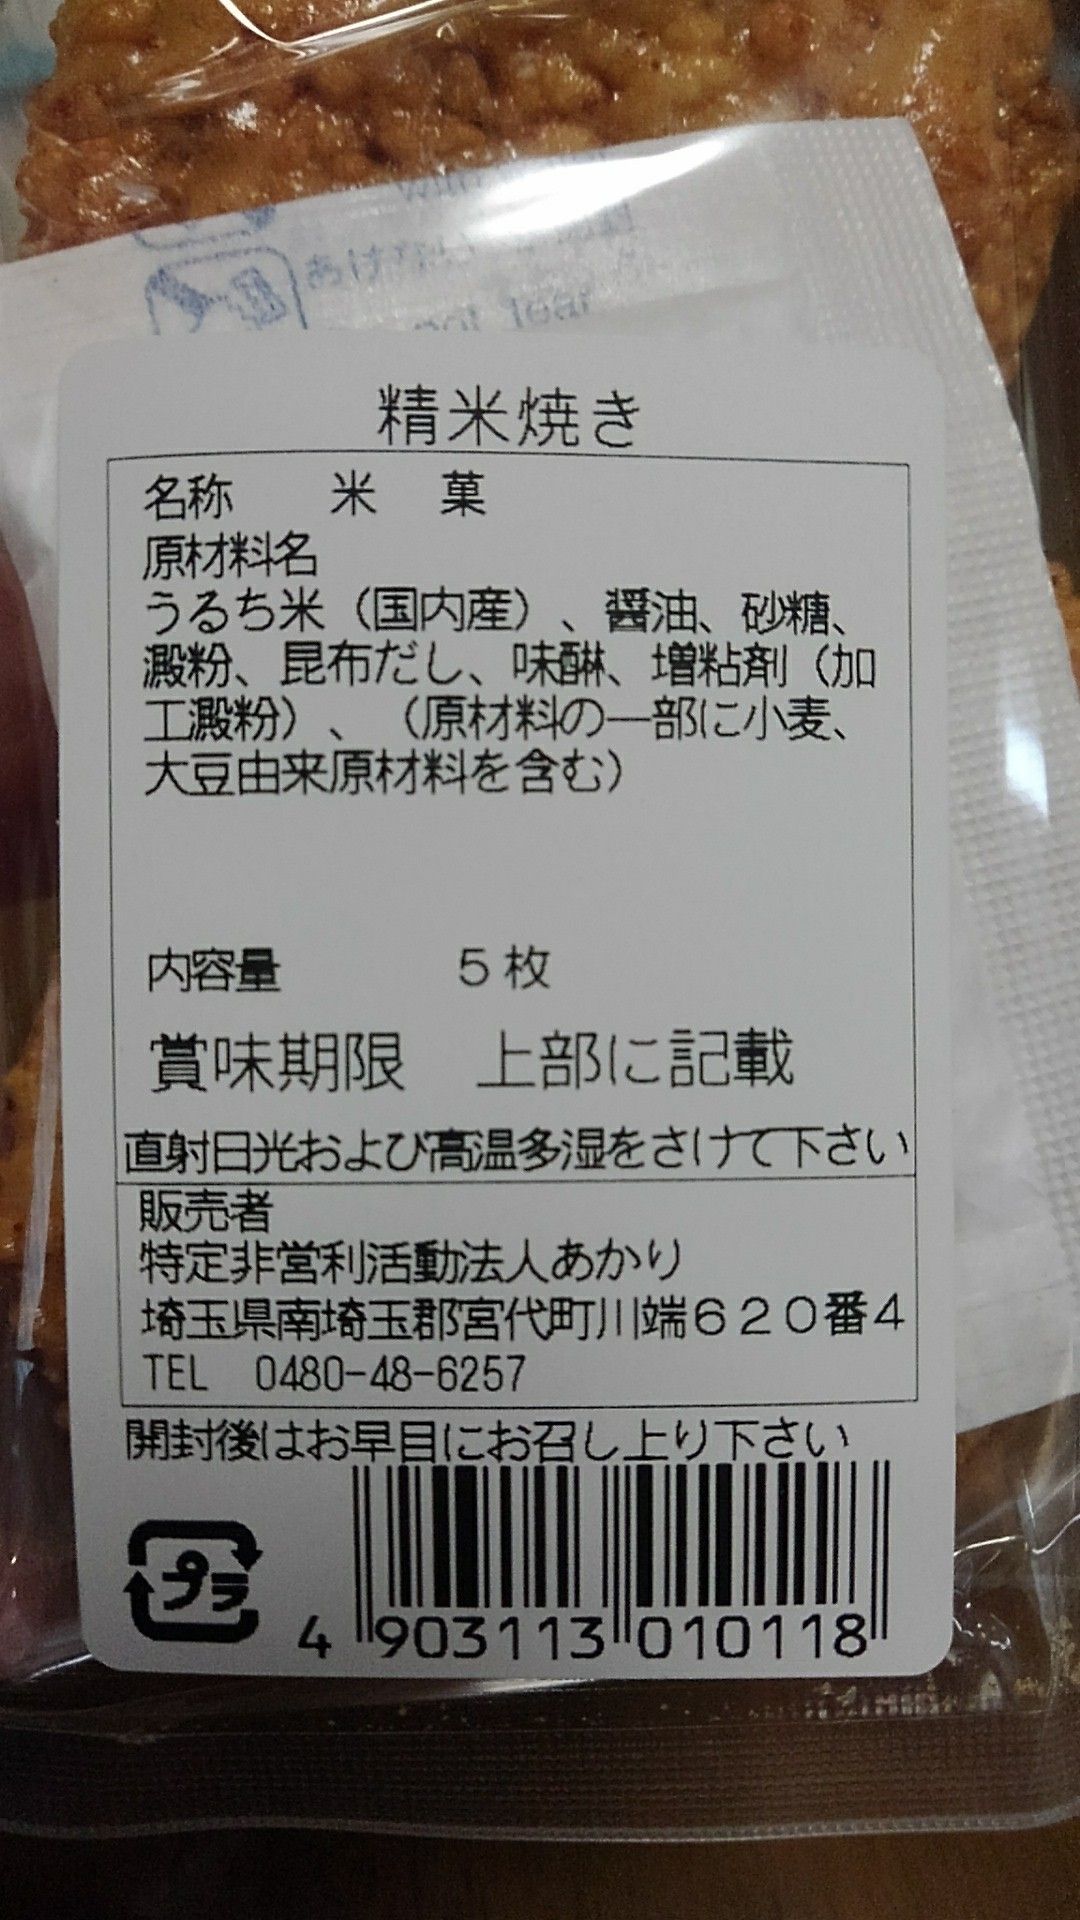 あけ
精米焼き
名称　米　菓
原材料名
うるち米（国内産）、醤油、砂糖、
澱粉、昆布だし、味醂、増粘剤（加
工澱粉）、（原材料の一部に小麦、
大豆由来原材料を含む）
内容量　５枚
賞味期限　上部に記載
直射日光および高温多湿をさけて下さい
販売者
特定非営利活動法人あかり
埼玉県南埼玉郡宮代町川端６２０番４
TEL　0480-48-6257
開封後はお早目にお召し上り下さい
プラ
4 903113 010118